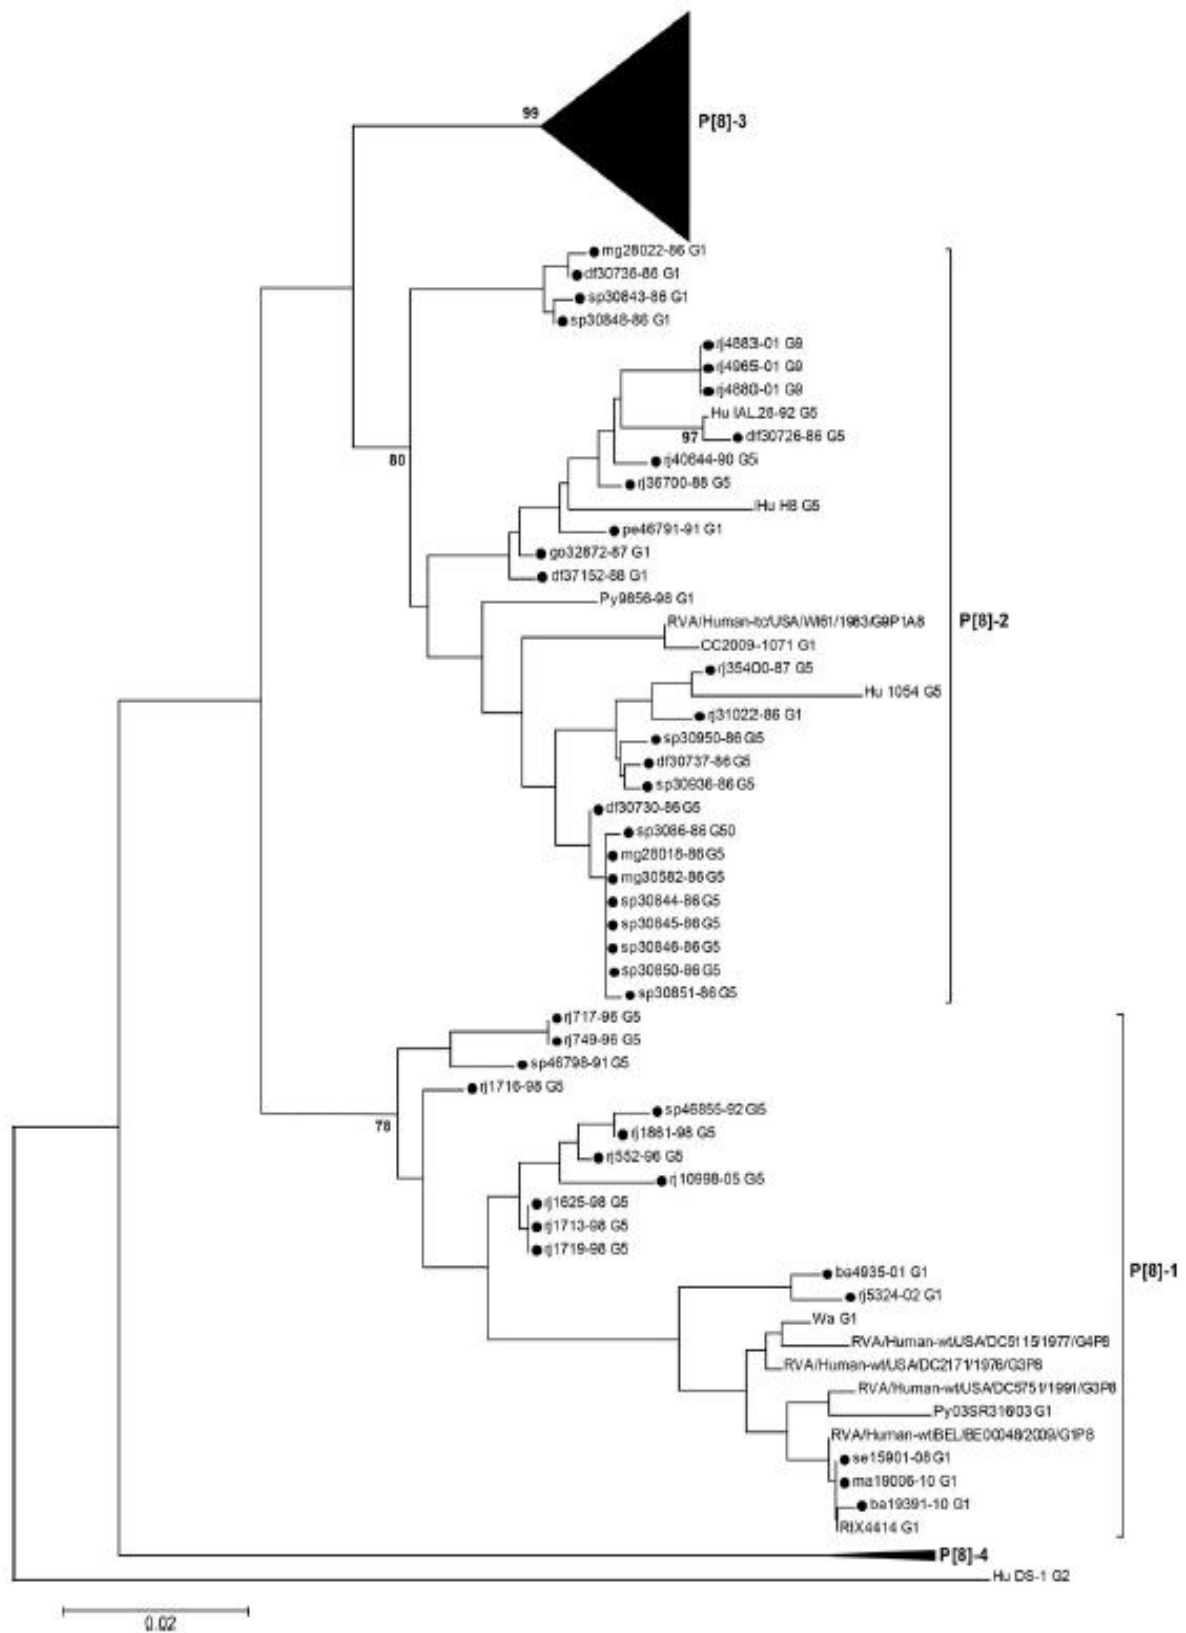 99
P[8]-3
mg28022-86 G1
df30736-86 G1
sp30843-86 G1
sp30848-86 G1
rj4883-01 G9
rj4965-01 G9
rj4880-01 G9
Hu IAL28-92 G5
97
df30726-86 G5
rj40644-90 G5
80
rj36700-88 G5
Hu H8 G5
pe46791-91 G1
go32872-87 G1
df37152-88 G1
Py9856-98 G1
RVA/Human-tc/USA/WI61/1983/G9P1A8
P[8]-2
CC2009-1071 G1
rj35400-87 G5
Hu 1054 G5
rj31022-86 G1
sp30950-86 G5
df30737-86 G5
sp30936-86 G5
df30730-86 G5
sp3086-86 G50
mg28018-86 G5
mg30582-86 G5
sp30844-86 G5
sp30845-86 G5
sp30846-86 G5
sp30850-86 G5
sp30851-86 G5
rj717-96 G5
rj749-96 G5
sp46798-91 G5
rj1716-98 G5
78
sp46855-92 G5
rj1861-98 G5
rj552-96 G5
rj10998-05 G5
rj1625-98 G5
rj1713-98 G5
rj1719-98 G5
P[8]-1
ba4935-01 G1
rj5324-02 G1
Wa G1
RVA/Human-wt/USA/DC5115/1977/G4P8
RVA/Human-wt/USA/DC2171/1976/G3P8
RVA/Human-wt/USA/DC5751/1991/G3P8
Py03SR316/03 G1
RVA/Human-wt/BEL/BE00048/2009/G1P8
se15901-08 G1
ma19006-10 G1
ba19391-10 G1
RIX4414 G1
P[8]-4
Hu DS-1 G2
0.02